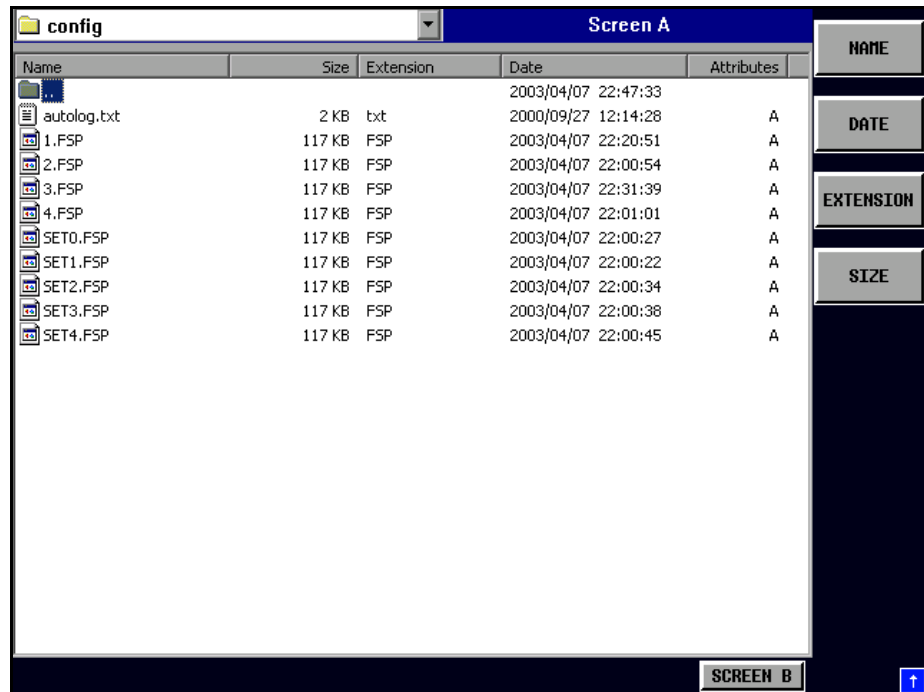 config Screen A
Name Size Extension Date Attributes
.. 2003/04/07 22:47:33
autolog.txt 2 KB txt 2000/09/27 12:14:28 A
1.FSP 117 KB FSP 2003/04/07 22:20:51 A
2.FSP 117 KB FSP 2003/04/07 22:00:54 A
3.FSP 117 KB FSP 2003/04/07 22:31:39 A
4.FSP 117 KB FSP 2003/04/07 22:01:01 A
SET0.FSP 117 KB FSP 2003/04/07 22:00:27 A
SET1.FSP 117 KB FSP 2003/04/07 22:00:22 A
SET2.FSP 117 KB FSP 2003/04/07 22:00:34 A
SET3.FSP 117 KB FSP 2003/04/07 22:00:38 A
SET4.FSP 117 KB FSP 2003/04/07 22:00:45 A
NAME
DATE
EXTENSION
SIZE
SCREEN B
↑